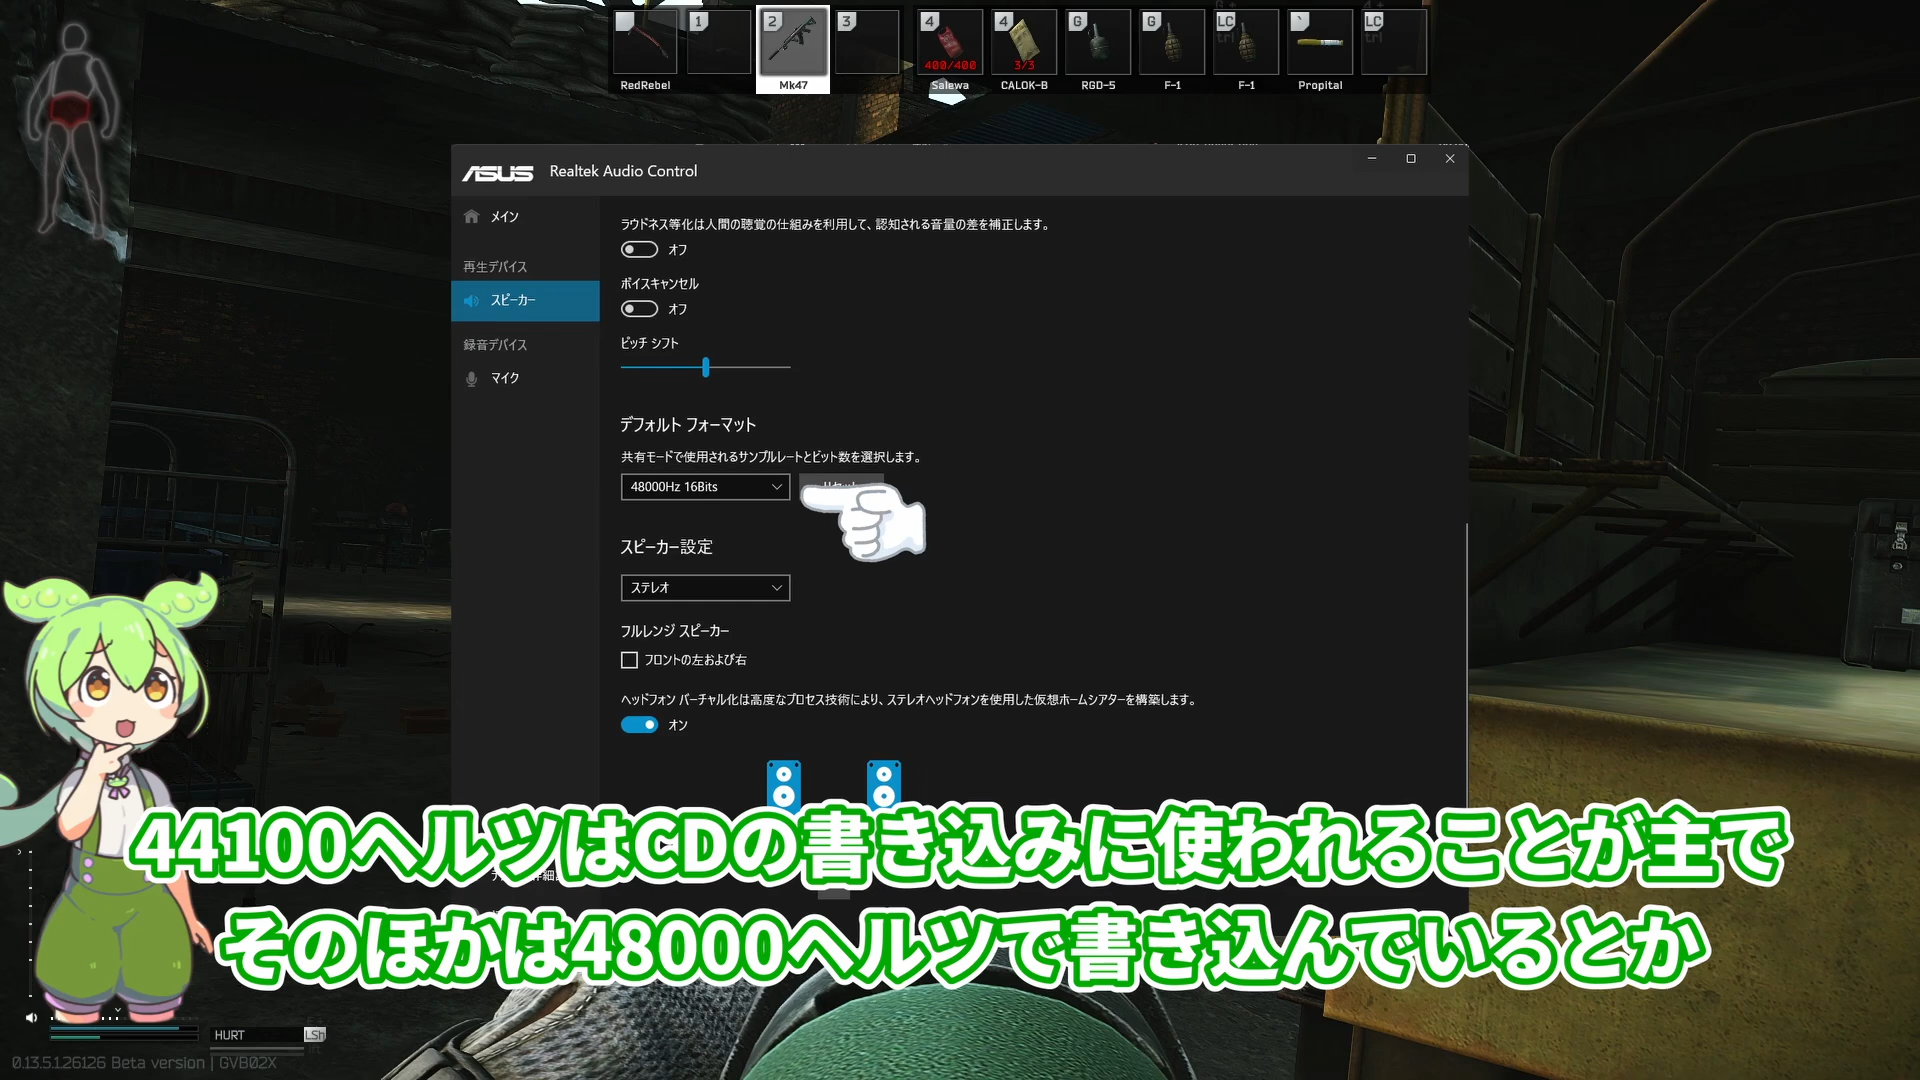 1
2
3
4
4
G
G
LC
`
LC
400/400
3/3
RedRebel
Mk47
Salewa
CALOK-B
RGD-5
F-1
F-1
Propital
ASUS
Realtek Audio Control
メイン
再生デバイス
スピーカー
録音デバイス
マイク
ラウドネス等化は人間の聴覚の仕組みを利用して、認知される音量の差を補正します。
オフ
ボイスキャンセル
オフ
ピッチ シフト
デフォルト フォーマット
共有モードで使用されるサンプルレートとビット数を選択します。
48000Hz 16Bits
スピーカー設定
ステレオ
フルレンジ スピーカー
フロントの左および右
ヘッドフォン バーチャル化は高度なプロセス技術により、ステレオヘッドフォンを使用した仮想ホームシアターを構築します。
オン
44100ヘルツはCDの書き込みに使われることが主で
そのほかは48000ヘルツで書き込んでいるとか
HURT
LSh
0.13.5.1.26126 Beta version | GVB02X